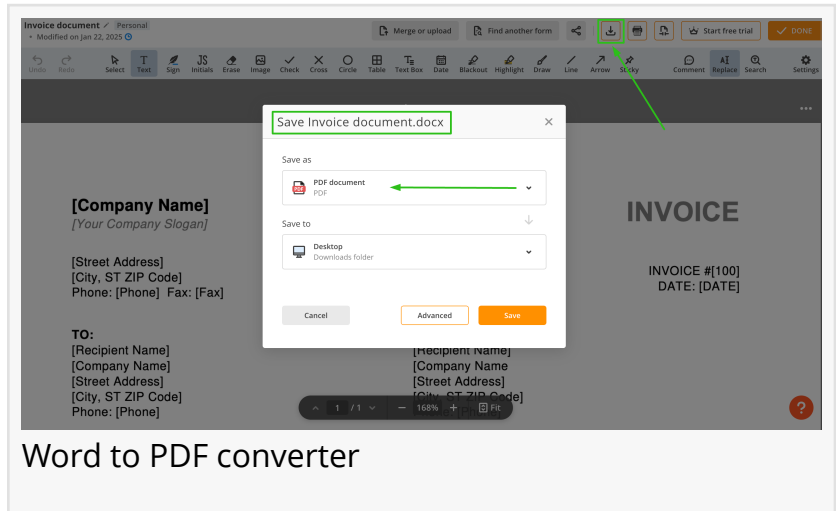 Invoice document Personal
Modified on Jan 22, 2025
Merge or upload Find another form Start free trial DONE
Undo Redo Select Text Sign Initials Erase Image Check Cross Circle Table Text Box Date Blackout Highlight Draw Line Arrow Sticky Comment Replace Search Settings
Save Invoice document.docx
Save as
PDF
PDF document
PDF
Save to
Desktop
Downloads folder
Cancel Advanced Save
[Company Name]
[Your Company Slogan]
INVOICE
[Street Address]
[City, ST ZIP Code]
Phone: [Phone] Fax: [Fax]
INVOICE #[100]
DATE: [DATE]
TO:
[Recipient Name]
[Company Name]
[Street Address]
[City, ST ZIP Code]
Phone: [Phone]
[Recipient Name]
[Company Name
[Street Address]
[City, ST ZIP Code]
1 / 1 168% Fit
?
Word to PDF converter